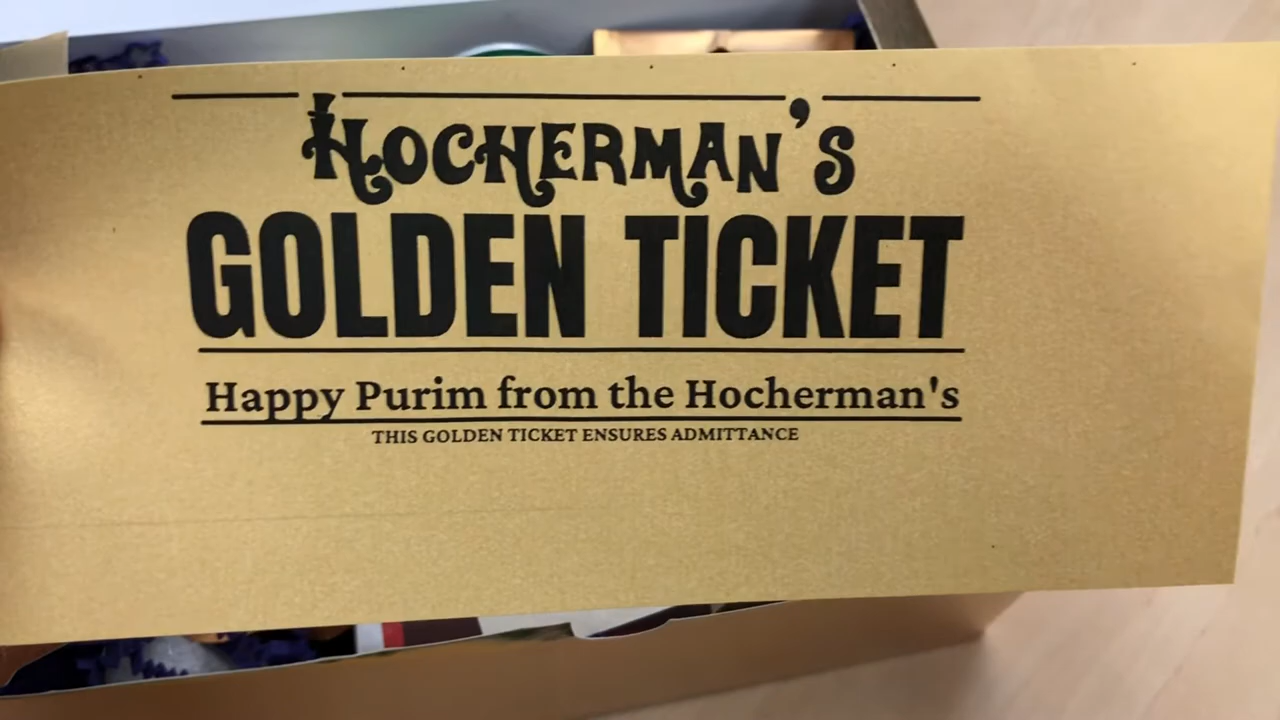 Hocherman's
GOLDEN TICKET
Happy Purim from the Hocherman's
THIS GOLDEN TICKET ENSURES ADMITTANCE